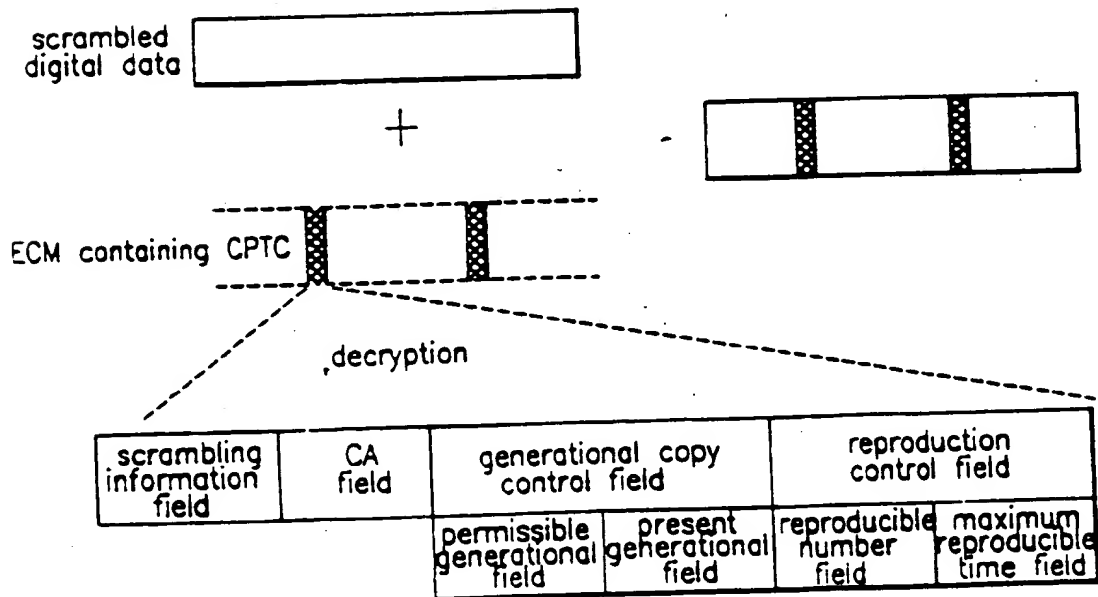 scrambled
digital data
+
ECM containing CPTC
decryption
scrambling
information
field
CA
field
generational copy
control field
reproduction
control field
permissible
generational
field
present
generational
field
reproducible
number
field
maximum
reproducible
time field